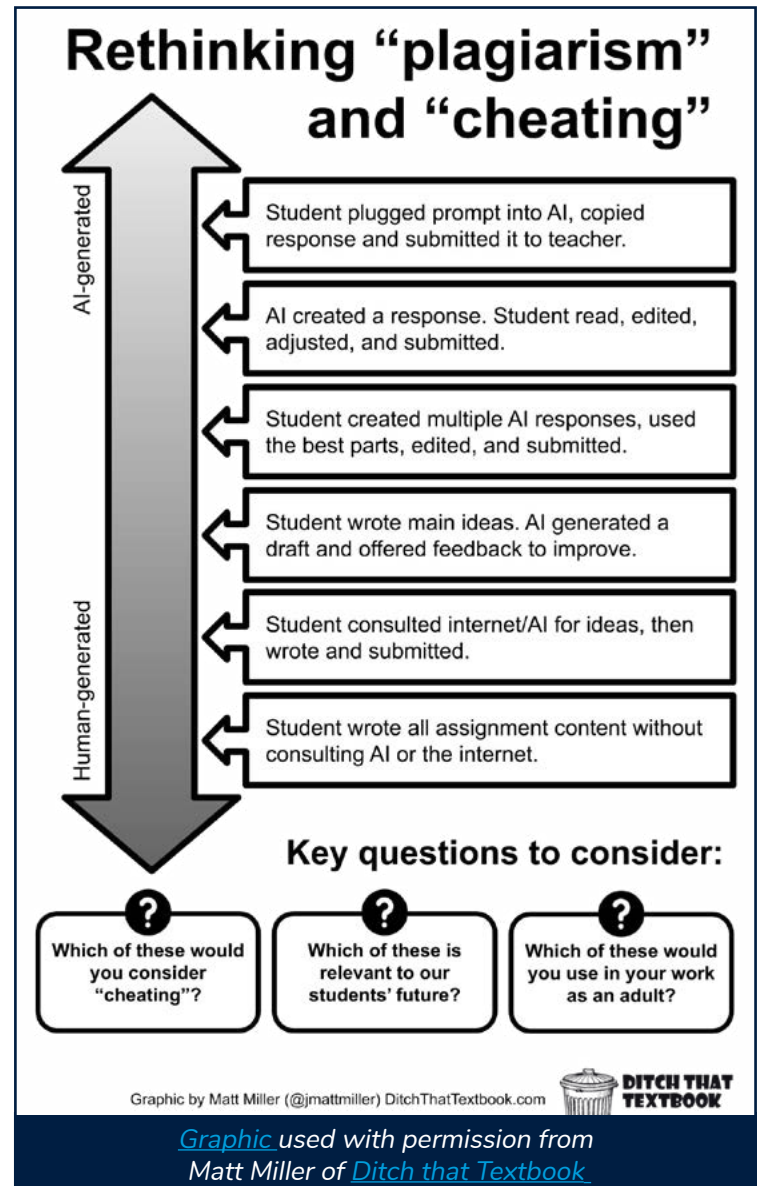 Rethinking “plagiarism”
and “cheating”
AI-generated
Student plugged prompt into AI, copied
response and submitted it to teacher.
AI created a response. Student read, edited,
adjusted, and submitted.
Student created multiple AI responses, used
the best parts, edited, and submitted.
Student wrote main ideas. AI generated a
draft and offered feedback to improve.
Human-generated
Student consulted internet/AI for ideas, then
wrote and submitted.
Student wrote all assignment content without
consulting AI or the internet.
Key questions to consider:
?
Which of these would
you consider
“cheating”?
?
Which of these is
relevant to our
students’ future?
?
Which of these would
you use in your work
as an adult?
Graphic by Matt Miller (@jmattmiller) DitchThatTextbook.com
DITCH THAT
TEXTBOOK
Graphic used with permission from
Matt Miller of Ditch that Textbook